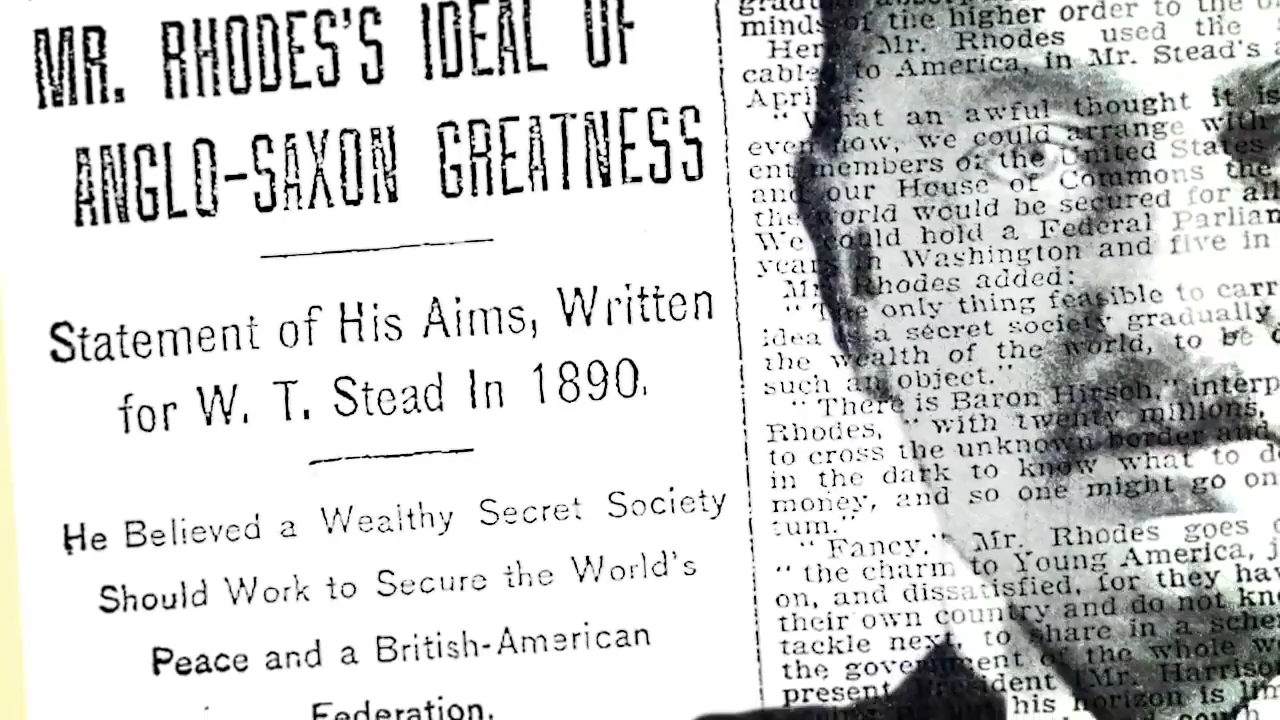 MR. RHODES'S IDEAL OF
ANGLO-SAXON GREATNESS
Statement of His Aims, Written
for W. T. Stead In 1890.
He Believed a Wealthy Secret Society
Should Work to Secure the World's
Peace and a British-American
Federation.
minds of the higher order to the
Here Mr. Rhodes used the
cable to America, in Mr. Stead's
April 4:
"What an awful thought it is
even now, we could arrange with
ent members of the United States
and our House of Commons the
the world would be secured for all
We could hold a Federal Parliam
years in Washington and five in
Mr. Rhodes added:
"The only thing feasible to carr
idea is a secret society gradually
the wealth of the world, to be d
such an object."
"There is Baron Hirsch," interp
Rhodes, "with twenty millions,
to cross the unknown border and
in the dark to know what to do
money, and so one might go on
tum."
"Fancy," Mr. Rhodes goes
"the charm to Young America, j
on, and dissatisfied, for they hav
their own country and do not kno
tackle next, to share in a schem
the government of the whole w
present President [Mr. Harrison
his horizon is lim